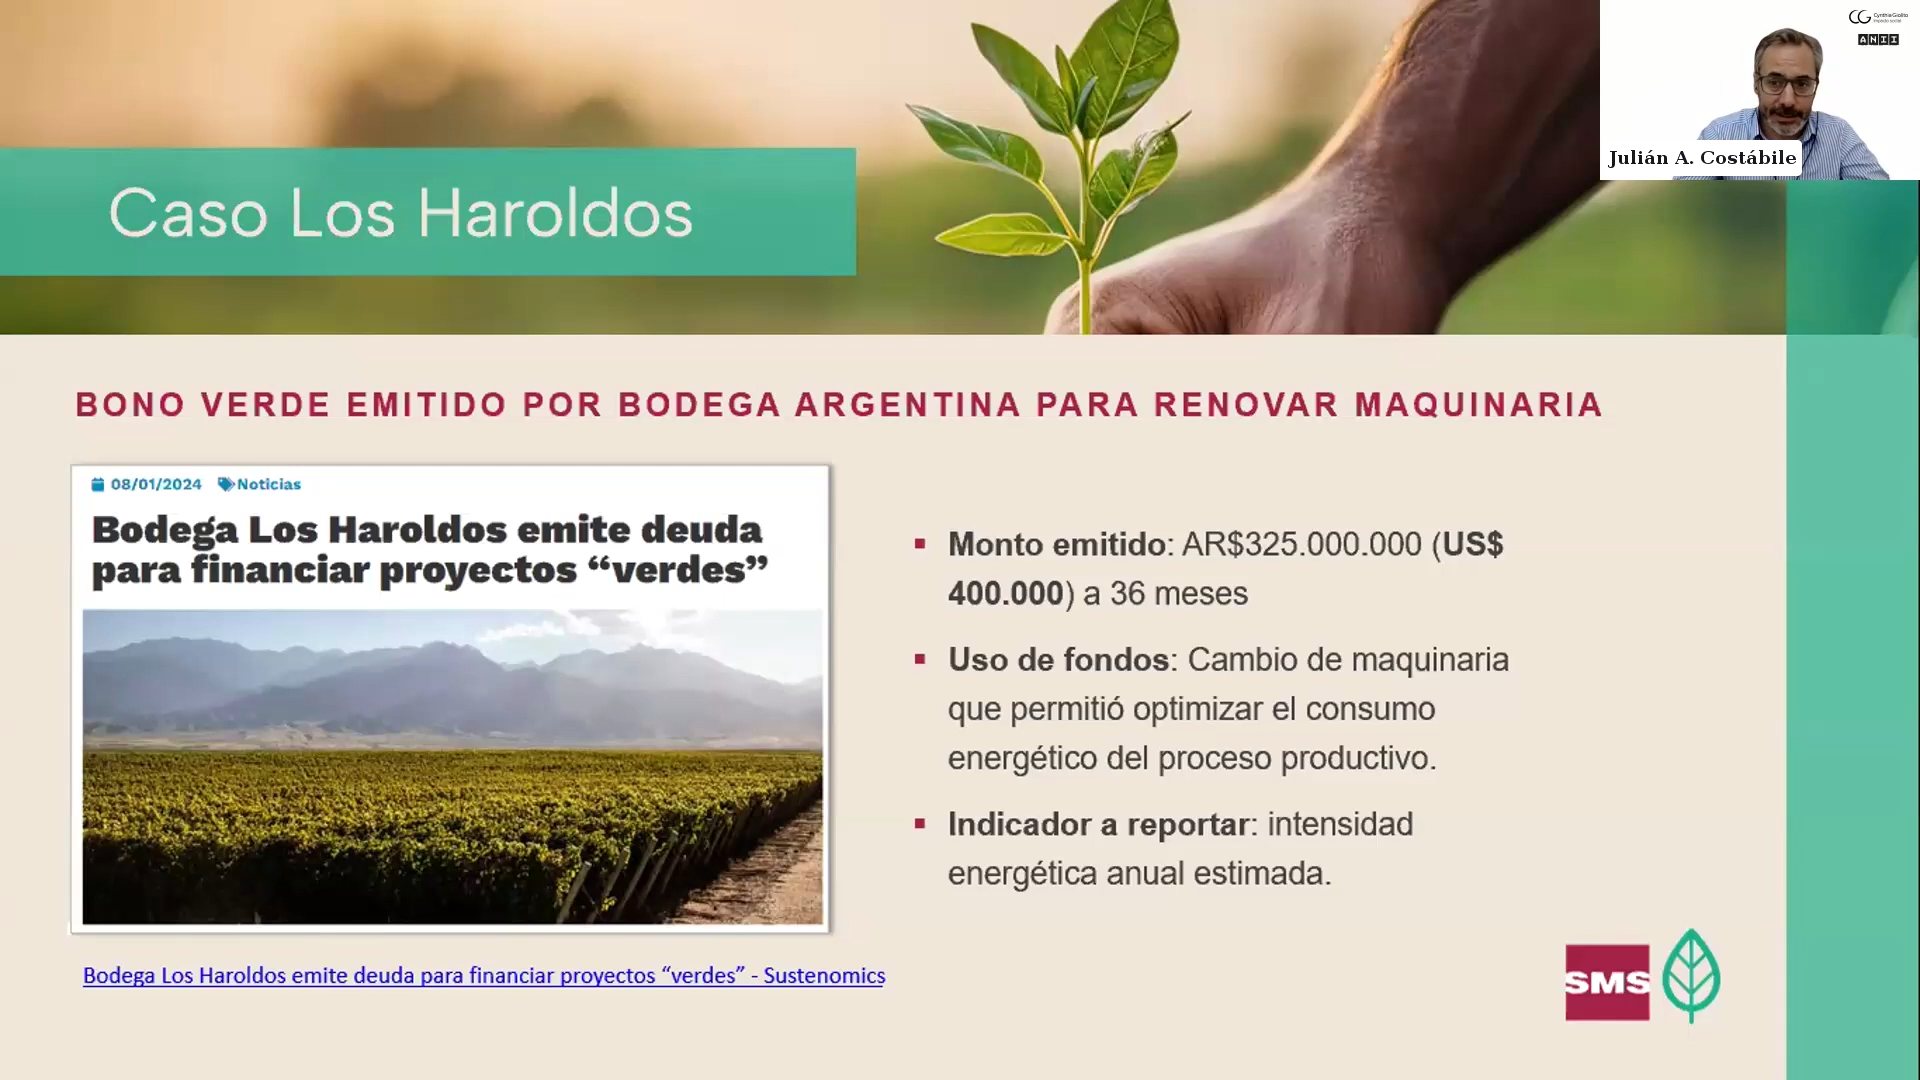 CG CynthiaGiolito
ANII
Julián A. Costábile
Caso Los Haroldos
BONO VERDE EMITIDO POR BODEGA ARGENTINA PARA RENOVAR MAQUINARIA
08/01/2024 Noticias
Bodega Los Haroldos emite deuda
para financiar proyectos “verdes”
Bodega Los Haroldos emite deuda para financiar proyectos “verdes” - Sustenomics
▪ Monto emitido: AR$325.000.000 (US$
400.000) a 36 meses
▪ Uso de fondos: Cambio de maquinaria
que permitió optimizar el consumo
energético del proceso productivo.
▪ Indicador a reportar: intensidad
energética anual estimada.
SMS